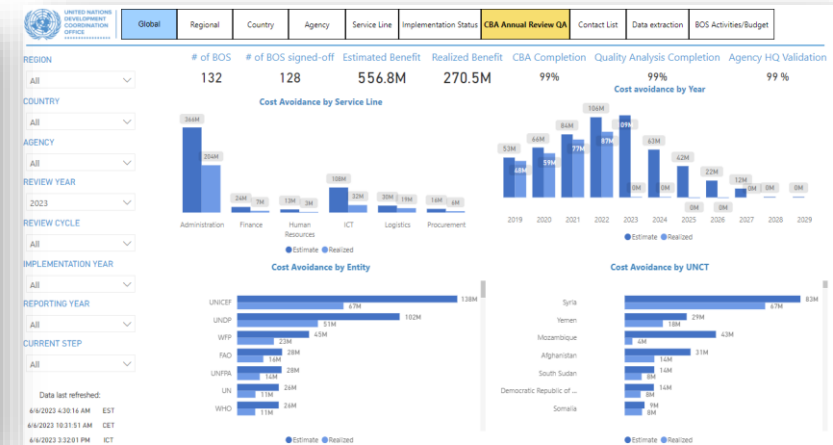 UNITED NATIONS
DEVELOPMENT
COORDINATION
OFFICE
Global
Regional
Country
Agency
Service Line
Implementation Status
CBA Annual Review QA
Contact List
Data extraction
BOS Activities/Budget
# of BOS
132
# of BOS signed-off
128
Estimated Benefit
556.8M
Realized Benefit
270.5M
CBA Completion
99%
Quality Analysis Completion
99%
Agency HQ Validation
99 %
REGION
All
COUNTRY
All
AGENCY
All
REVIEW YEAR
2023
REVIEW CYCLE
All
IMPLEMENTATION YEAR
All
REPORTING YEAR
All
CURRENT STEP
All
Data last refreshed:
6/6/2023 4:30:16 AM EST
6/6/2023 10:31:51 AM CET
6/6/2023 3:32:01 PM ICT
Cost Avoidance by Service Line
366M
204M
24M
7M
13M
3M
108M
32M
30M
19M
16M
6M
Administration
Finance
Human
Resources
ICT
Logistics
Procurement
Estimate
Realized
Cost avoidance by Year
53M
48M
66M
59M
84M
77M
106M
87M
109M
0M
63M
0M
42M
0M
22M
0M
12M
0M
0M
0M
2019
2020
2021
2022
2023
2024
2025
2026
2027
2028
2029
Estimate
Realized
Cost Avoidance by Entity
UNICEF
138M
67M
UNDP
102M
51M
WFP
45M
23M
FAO
28M
16M
UNFPA
28M
14M
UN
26M
11M
WHO
26M
11M
Estimate
Realized
Cost Avoidance by UNCT
Syria
83M
67M
Yemen
29M
18M
Mozambique
43M
4M
Afghanistan
31M
14M
South Sudan
14M
8M
Democratic Republic of ...
14M
8M
Somalia
9M
8M
Estimate
Realized